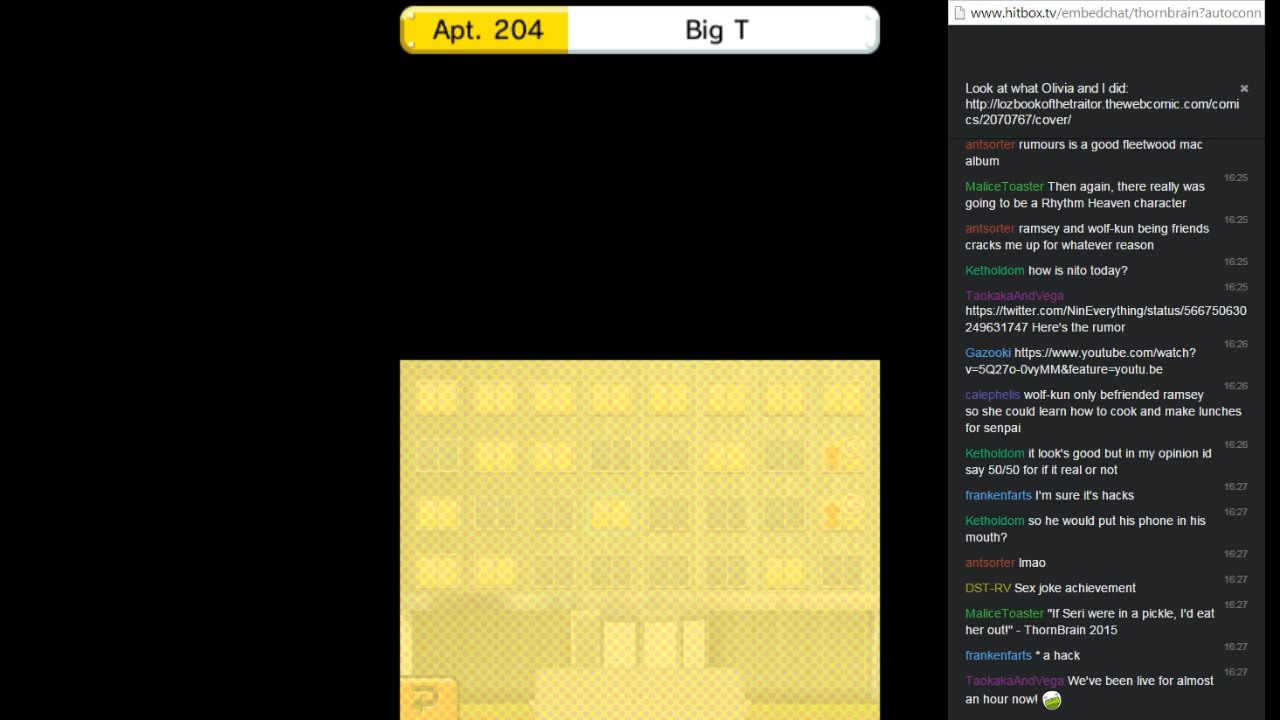 Apt. 204
Big T
www.hitbox.tv/embedchat/thornbrain?autoconn
Look at what Olivia and I did:
http://lozbookofthetraitor.thewebcomic.com/comi
cs/2070767/cover/
antsorter rumours is a good fleetwood mac
album
16:25
MaliceToaster Then again, there really was
going to be a Rhythm Heaven character
16:25
antsorter ramsey and wolf-kun being friends
cracks me up for whatever reason
16:25
Ketholdom how is nito today?
16:25
TaokakaAndVega
https://twitter.com/NinEverything/status/566750630
249631747 Here's the rumor
16:26
Gazooki https://www.youtube.com/watch?
v=5Q27o-0vyMM&feature=youtu.be
16:26
calephelis wolf-kun only befriended ramsey
so she could learn how to cook and make lunches
for senpai
16:26
Ketholdom it look's good but in my opinion id
say 50/50 for if it real or not
16:27
frankenfarts I'm sure it's hacks
16:27
Ketholdom so he would put his phone in his
mouth?
16:27
antsorter lmao
16:27
DST-RV Sex joke achievement
16:27
MaliceToaster "If Seri were in a pickle, I'd eat
her out!" - ThornBrain 2015
16:27
frankenfarts * a hack
16:27
TaokakaAndVega We've been live for almost
an hour now!